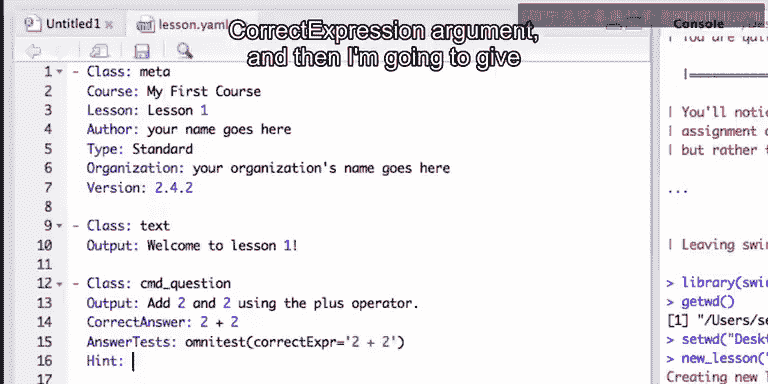 Untitled1
lesson.yaml
Console
CorrectExpression argument,
and then I'm going to give
1 - Class: meta
2 Course: My First Course
3 Lesson: Lesson 1
4 Author: your name goes here
5 Type: Standard
6 Organization: your organization's name goes here
7 Version: 2.4.2
8
9 - Class: text
10 Output: Welcome to lesson 1!
11
12 - Class: cmd_question
13 Output: Add 2 and 2 using the plus operator.
14 CorrectAnswer: 2 + 2
15 AnswerTests: omnitest(correctExpr='2 + 2')
16 Hint:
17
| You are qui
|═══════
| You'll notic
| assignment o
| but rather t
...
| Leaving swir
> library(swir
> getwd()
[1] "/Users/se
> setwd("Deskt
> new_lesson("
Creating new l